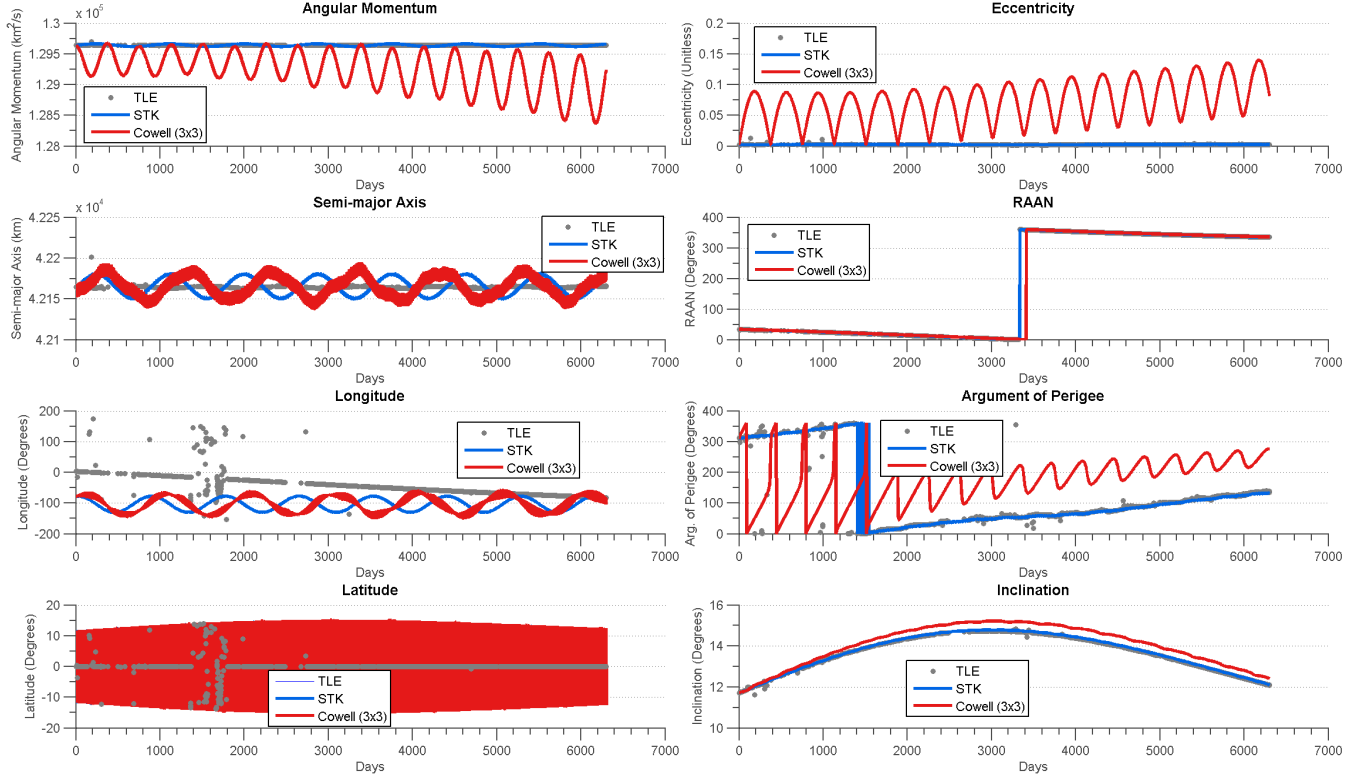 Angular Momentum
x 10^5
Angular Momentum (km^2/s)
1.3
1.295
1.29
1.285
1.28
TLE
STK
Cowell (3x3)
0 1000 2000 3000 4000 5000 6000 7000
Days
Eccentricity
Eccentricity (Unitless)
0.2
0.15
0.1
0.05
0
TLE
STK
Cowell (3x3)
0 1000 2000 3000 4000 5000 6000 7000
Days
Semi-major Axis
x 10^4
Semi-major Axis (km)
4.225
4.22
4.215
4.21
TLE
STK
Cowell (3x3)
0 1000 2000 3000 4000 5000 6000 7000
Days
RAAN
RAAN (Degrees)
400
300
200
100
0
TLE
STK
Cowell (3x3)
0 1000 2000 3000 4000 5000 6000 7000
Days
Longitude
Longitude (Degrees)
200
100
0
-100
-200
TLE
STK
Cowell (3x3)
0 1000 2000 3000 4000 5000 6000 7000
Days
Argument of Perigee
Arg. of Perigee (Degrees)
400
300
200
100
0
TLE
STK
Cowell (3x3)
0 1000 2000 3000 4000 5000 6000 7000
Days
Latitude
Latitude (Degrees)
20
10
0
-10
-20
TLE
STK
Cowell (3x3)
0 1000 2000 3000 4000 5000 6000 7000
Days
Inclination
Inclination (Degrees)
16
14
12
10
TLE
STK
Cowell (3x3)
0 1000 2000 3000 4000 5000 6000 7000
Days